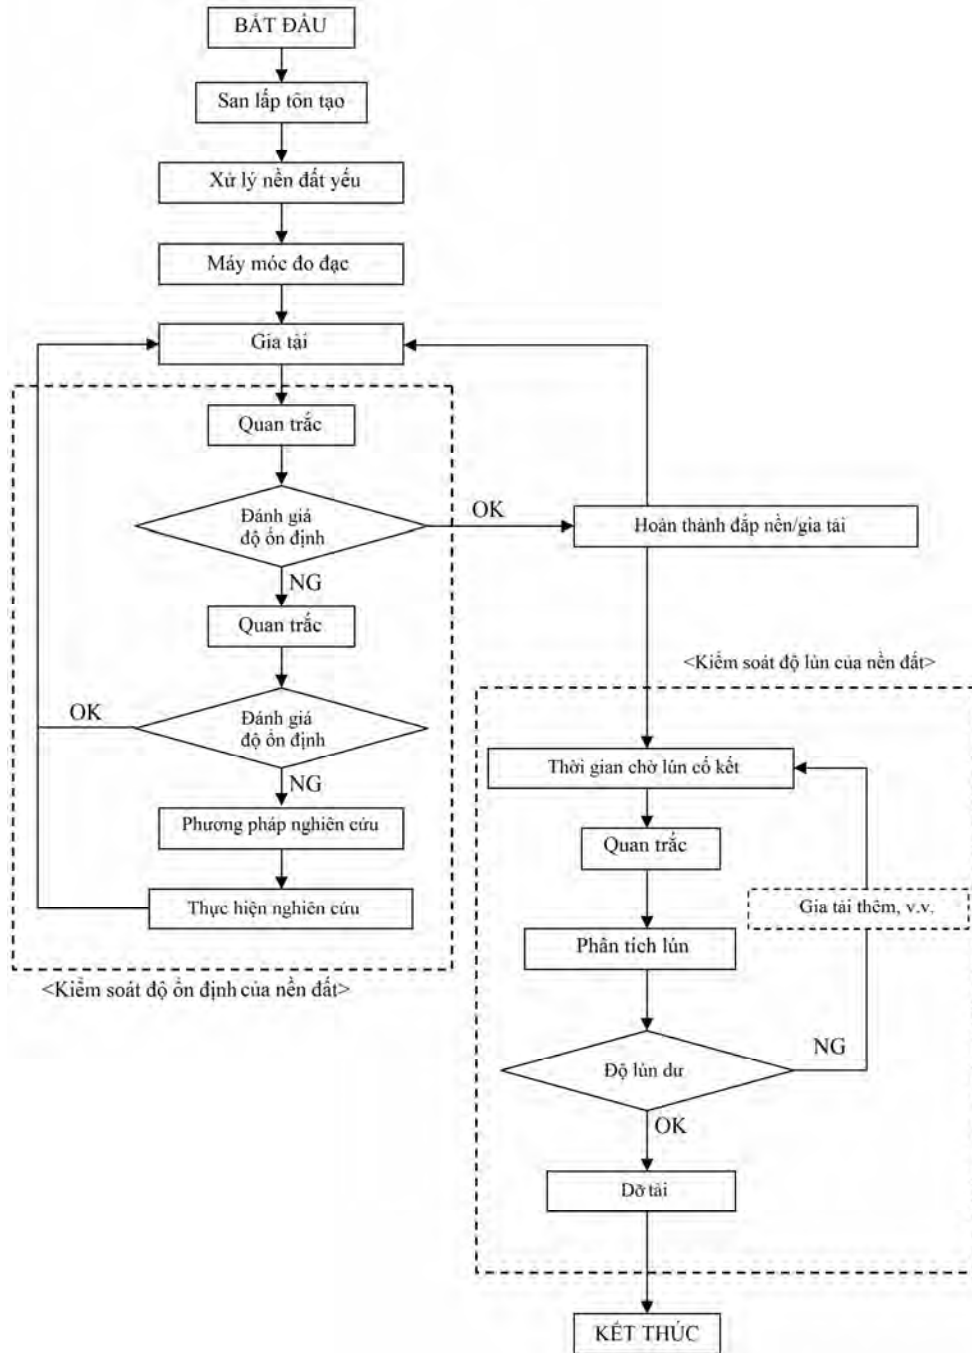 BẮT ĐẦU
San lấp tôn tạo
Xử lý nền đất yếu
Máy móc đo đạc
Gia tải
Quan trắc
Đánh giá
độ ổn định
OK
Hoàn thành đắp nền/gia tải
NG
Quan trắc
Đánh giá
độ ổn định
OK
NG
Phương pháp nghiên cứu
Thực hiện nghiên cứu
<Kiểm soát độ ổn định của nền đất>
<Kiểm soát độ lún của nền đất>
Thời gian chờ lún cố kết
Quan trắc
Gia tải thêm, v.v.
Phân tích lún
Độ lún dư
NG
OK
Dỡ tải
KẾT THÚC